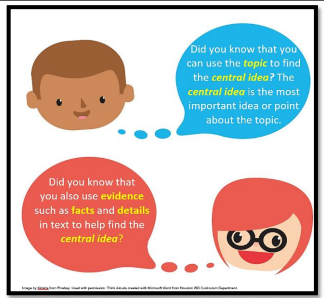 Did you know that you
can use the topic to find
the central idea? The
central idea is the most
important idea or point
about the topic.
Did you know that
you also use evidence
such as facts and details
in text to help find the
central idea?
Image by from Pixabay. Used with permission. Think Alouds created with Microsoft Word from Houston ISD Curriculum Department.